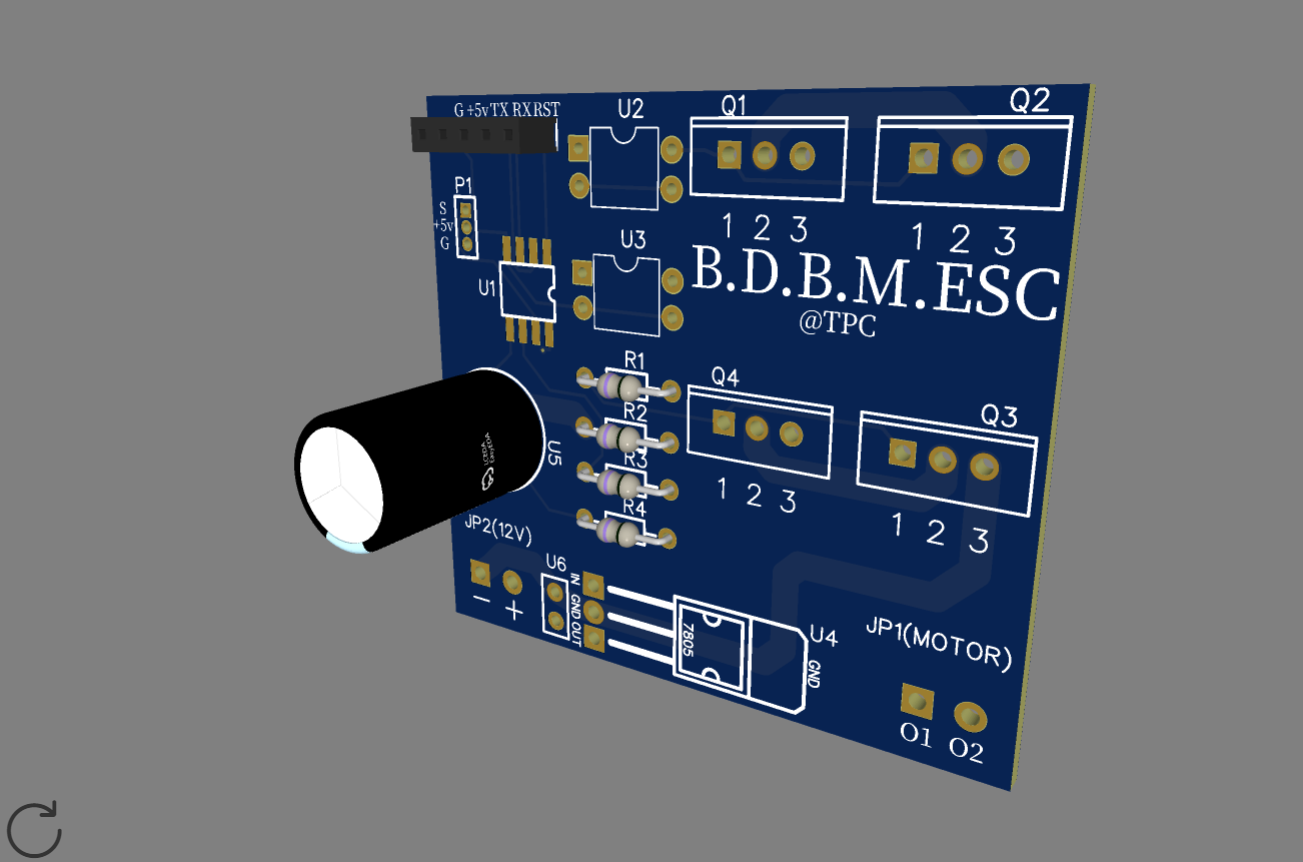 G +5v TX RX RST
U2
Q1
Q2
P1
S
+5v
G
1 2 3
1 2 3
U3
U1
B.D.B.M.ESC
@TPC
R1
Q4
R2
Q3
U5
R3
1 2 3
R4
1 2 3
JP2(12V)
U6
IN
GND
OUT
- +
7805
U4
GND
JP1(MOTOR)
O1 O2